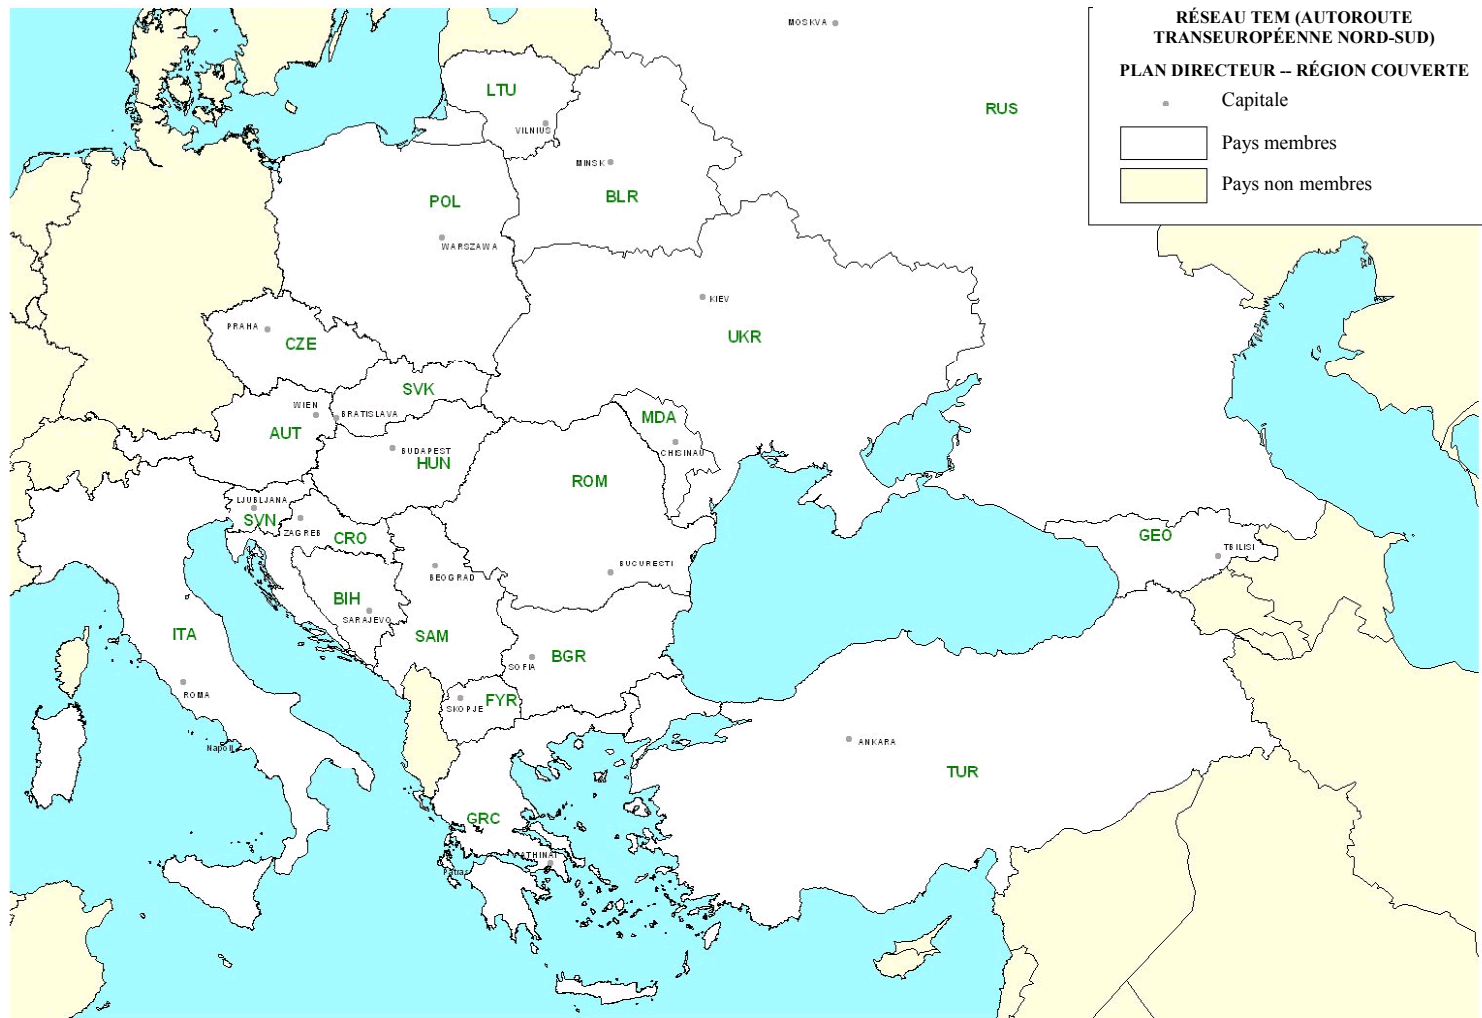 MOSKVA
RÉSEAU TEM (AUTOROUTE
TRANSEUROPÉENNE NORD-SUD)
PLAN DIRECTEUR -- RÉGION COUVERTE
Capitale
Pays membres
Pays non membres
LTU
VILNIUS
RUS
MINSK
BLR
POL
WARSZAWA
KIEV
UKR
PRAHA
CZE
SVK
WIEN
BRATISLAVA
AUT
MDA
CHISINAU
BUDAPEST
HUN
ROM
LJUBLJANA
SVN
ZAGREB
CRO
GEO
TBILISI
BEOGRAD
BUCURESTI
BIH
SARAJEVO
ITA
SAM
BGR
SOFIA
ROMA
SKOPJE
FYR
Napoli
ANKARA
TUR
GRC
ATHINAI
Patras